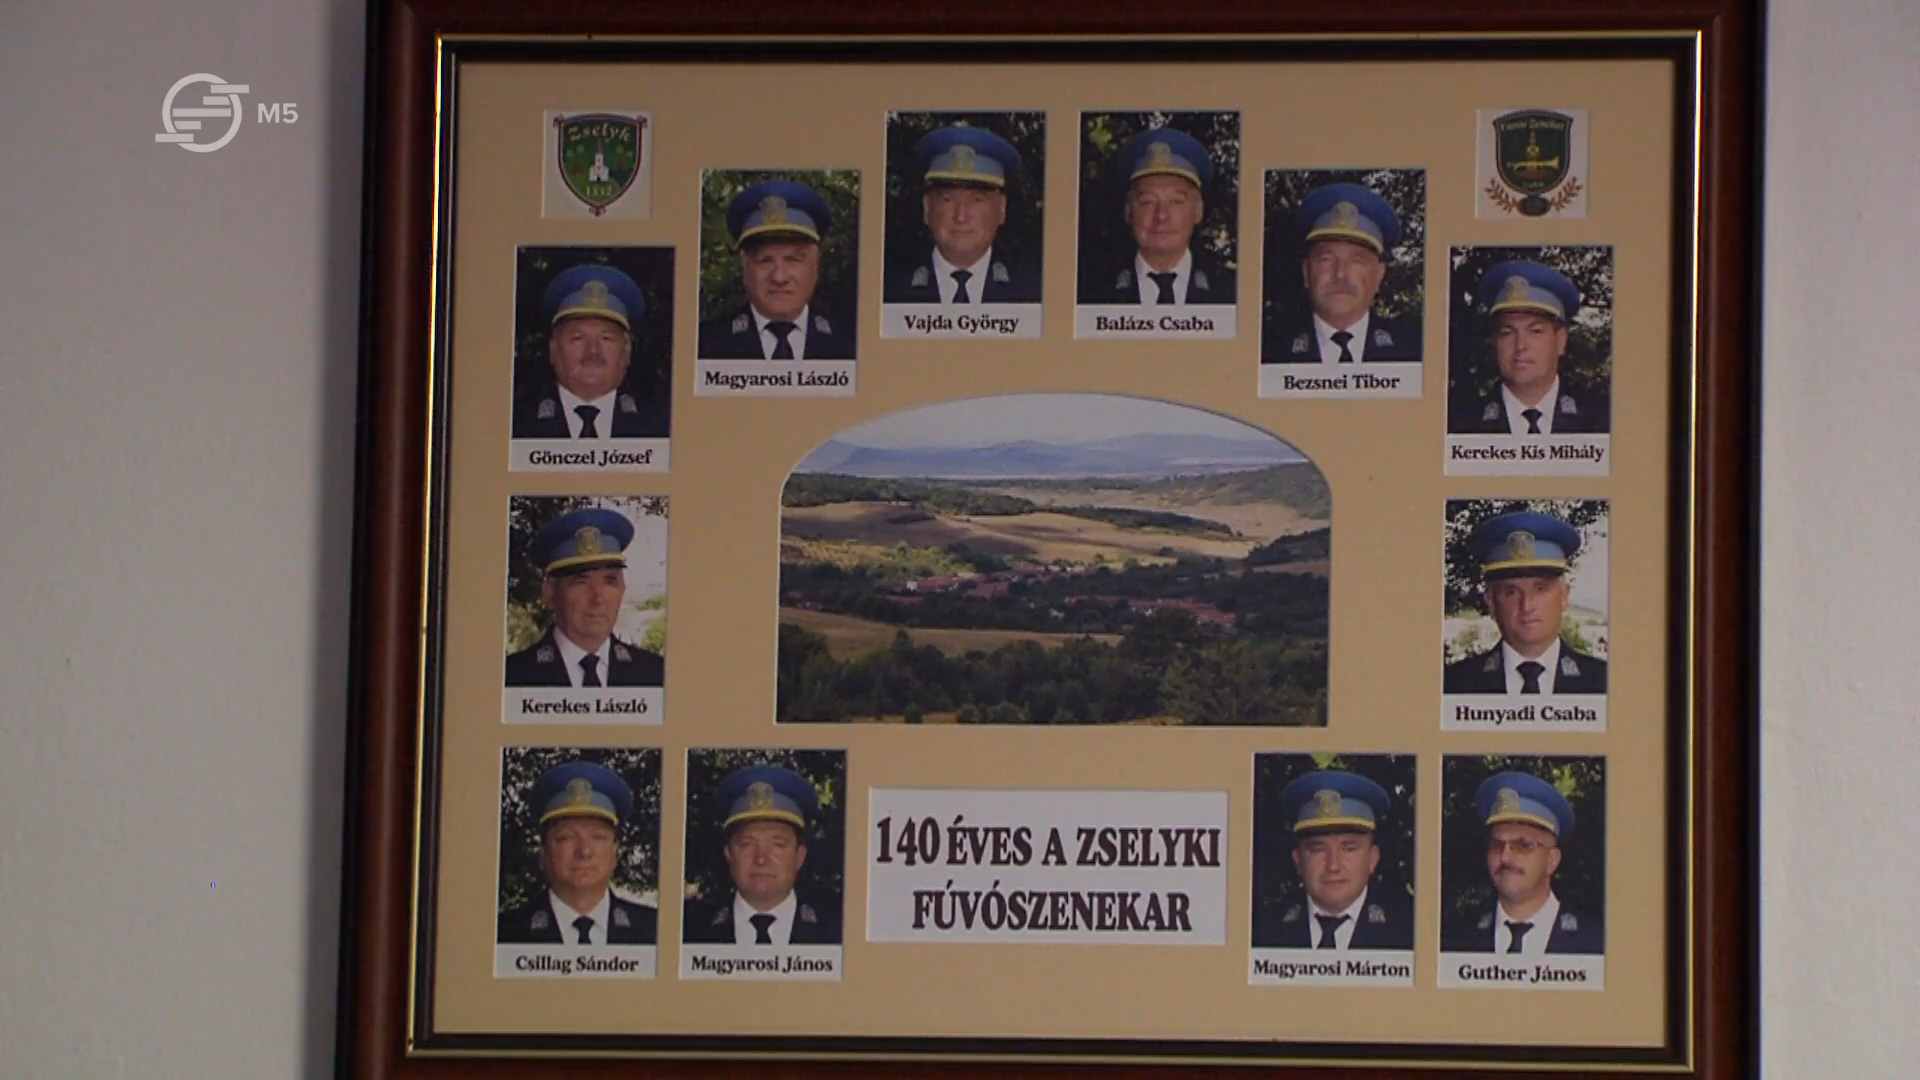 M5
Zselyk
1332
Vajda György
Balázs Csaba
Magyarosi László
Bezsnei Tibor
Gönczel József
Kerekes Kis Mihály
Kerekes László
Hunyadi Csaba
140 ÉVES A ZSELYKI
FÚVÓSZENEKAR
Csillag Sándor
Magyarosi János
Magyarosi Márton
Guther János